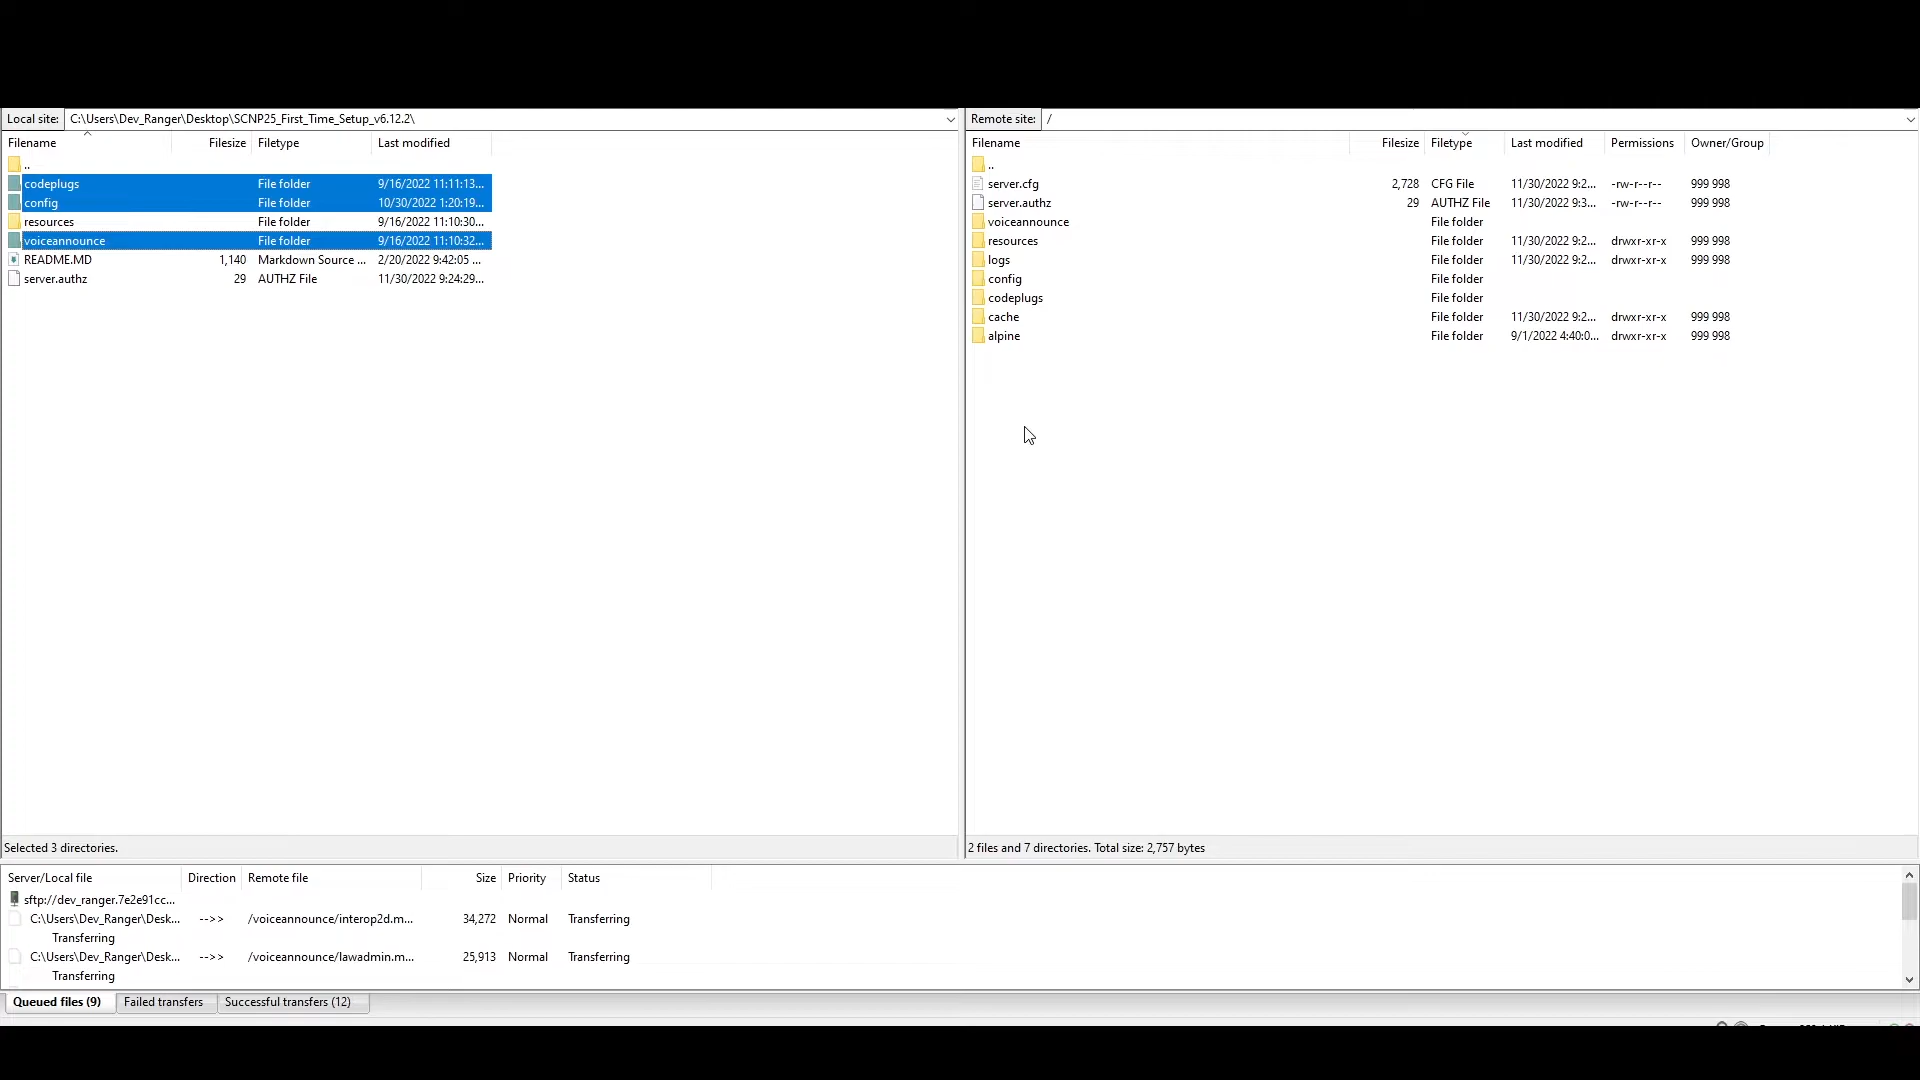 Local site: C:\Users\Dev_Ranger\Desktop\SCNP25_First_Time_Setup_v6.12.2\
Filename Filesize Filetype Last modified
..
codeplugs File folder 9/16/2022 11:11:13...
config File folder 10/30/2022 1:20:19...
resources File folder 9/16/2022 11:10:30...
voiceannounce File folder 9/16/2022 11:10:32...
README.MD 1,140 Markdown Source ... 2/20/2022 9:42:05 ...
server.authz 29 AUTHZ File 11/30/2022 9:24:29...
Selected 3 directories.
Remote site: /
Filename Filesize Filetype Last modified Permissions Owner/Group
..
server.cfg 2,728 CFG File 11/30/2022 9:2... -rw-r--r-- 999 998
server.authz 29 AUTHZ File 11/30/2022 9:3... -rw-r--r-- 999 998
voiceannounce File folder
resources File folder 11/30/2022 9:2... drwxr-xr-x 999 998
logs File folder 11/30/2022 9:2... drwxr-xr-x 999 998
config File folder
codeplugs File folder
cache File folder 11/30/2022 9:2... drwxr-xr-x 999 998
alpine File folder 9/1/2022 4:40:0... drwxr-xr-x 999 998
2 files and 7 directories. Total size: 2,757 bytes
Server/Local file Direction Remote file Size Priority Status
sftp://dev_ranger.7e2e91cc...
C:\Users\Dev_Ranger\Desk... -->> /voiceannounce/interop2d.m... 34,272 Normal Transferring
Transferring
C:\Users\Dev_Ranger\Desk... -->> /voiceannounce/lawadmin.m... 25,913 Normal Transferring
Transferring
Queued files (9) Failed transfers Successful transfers (12)